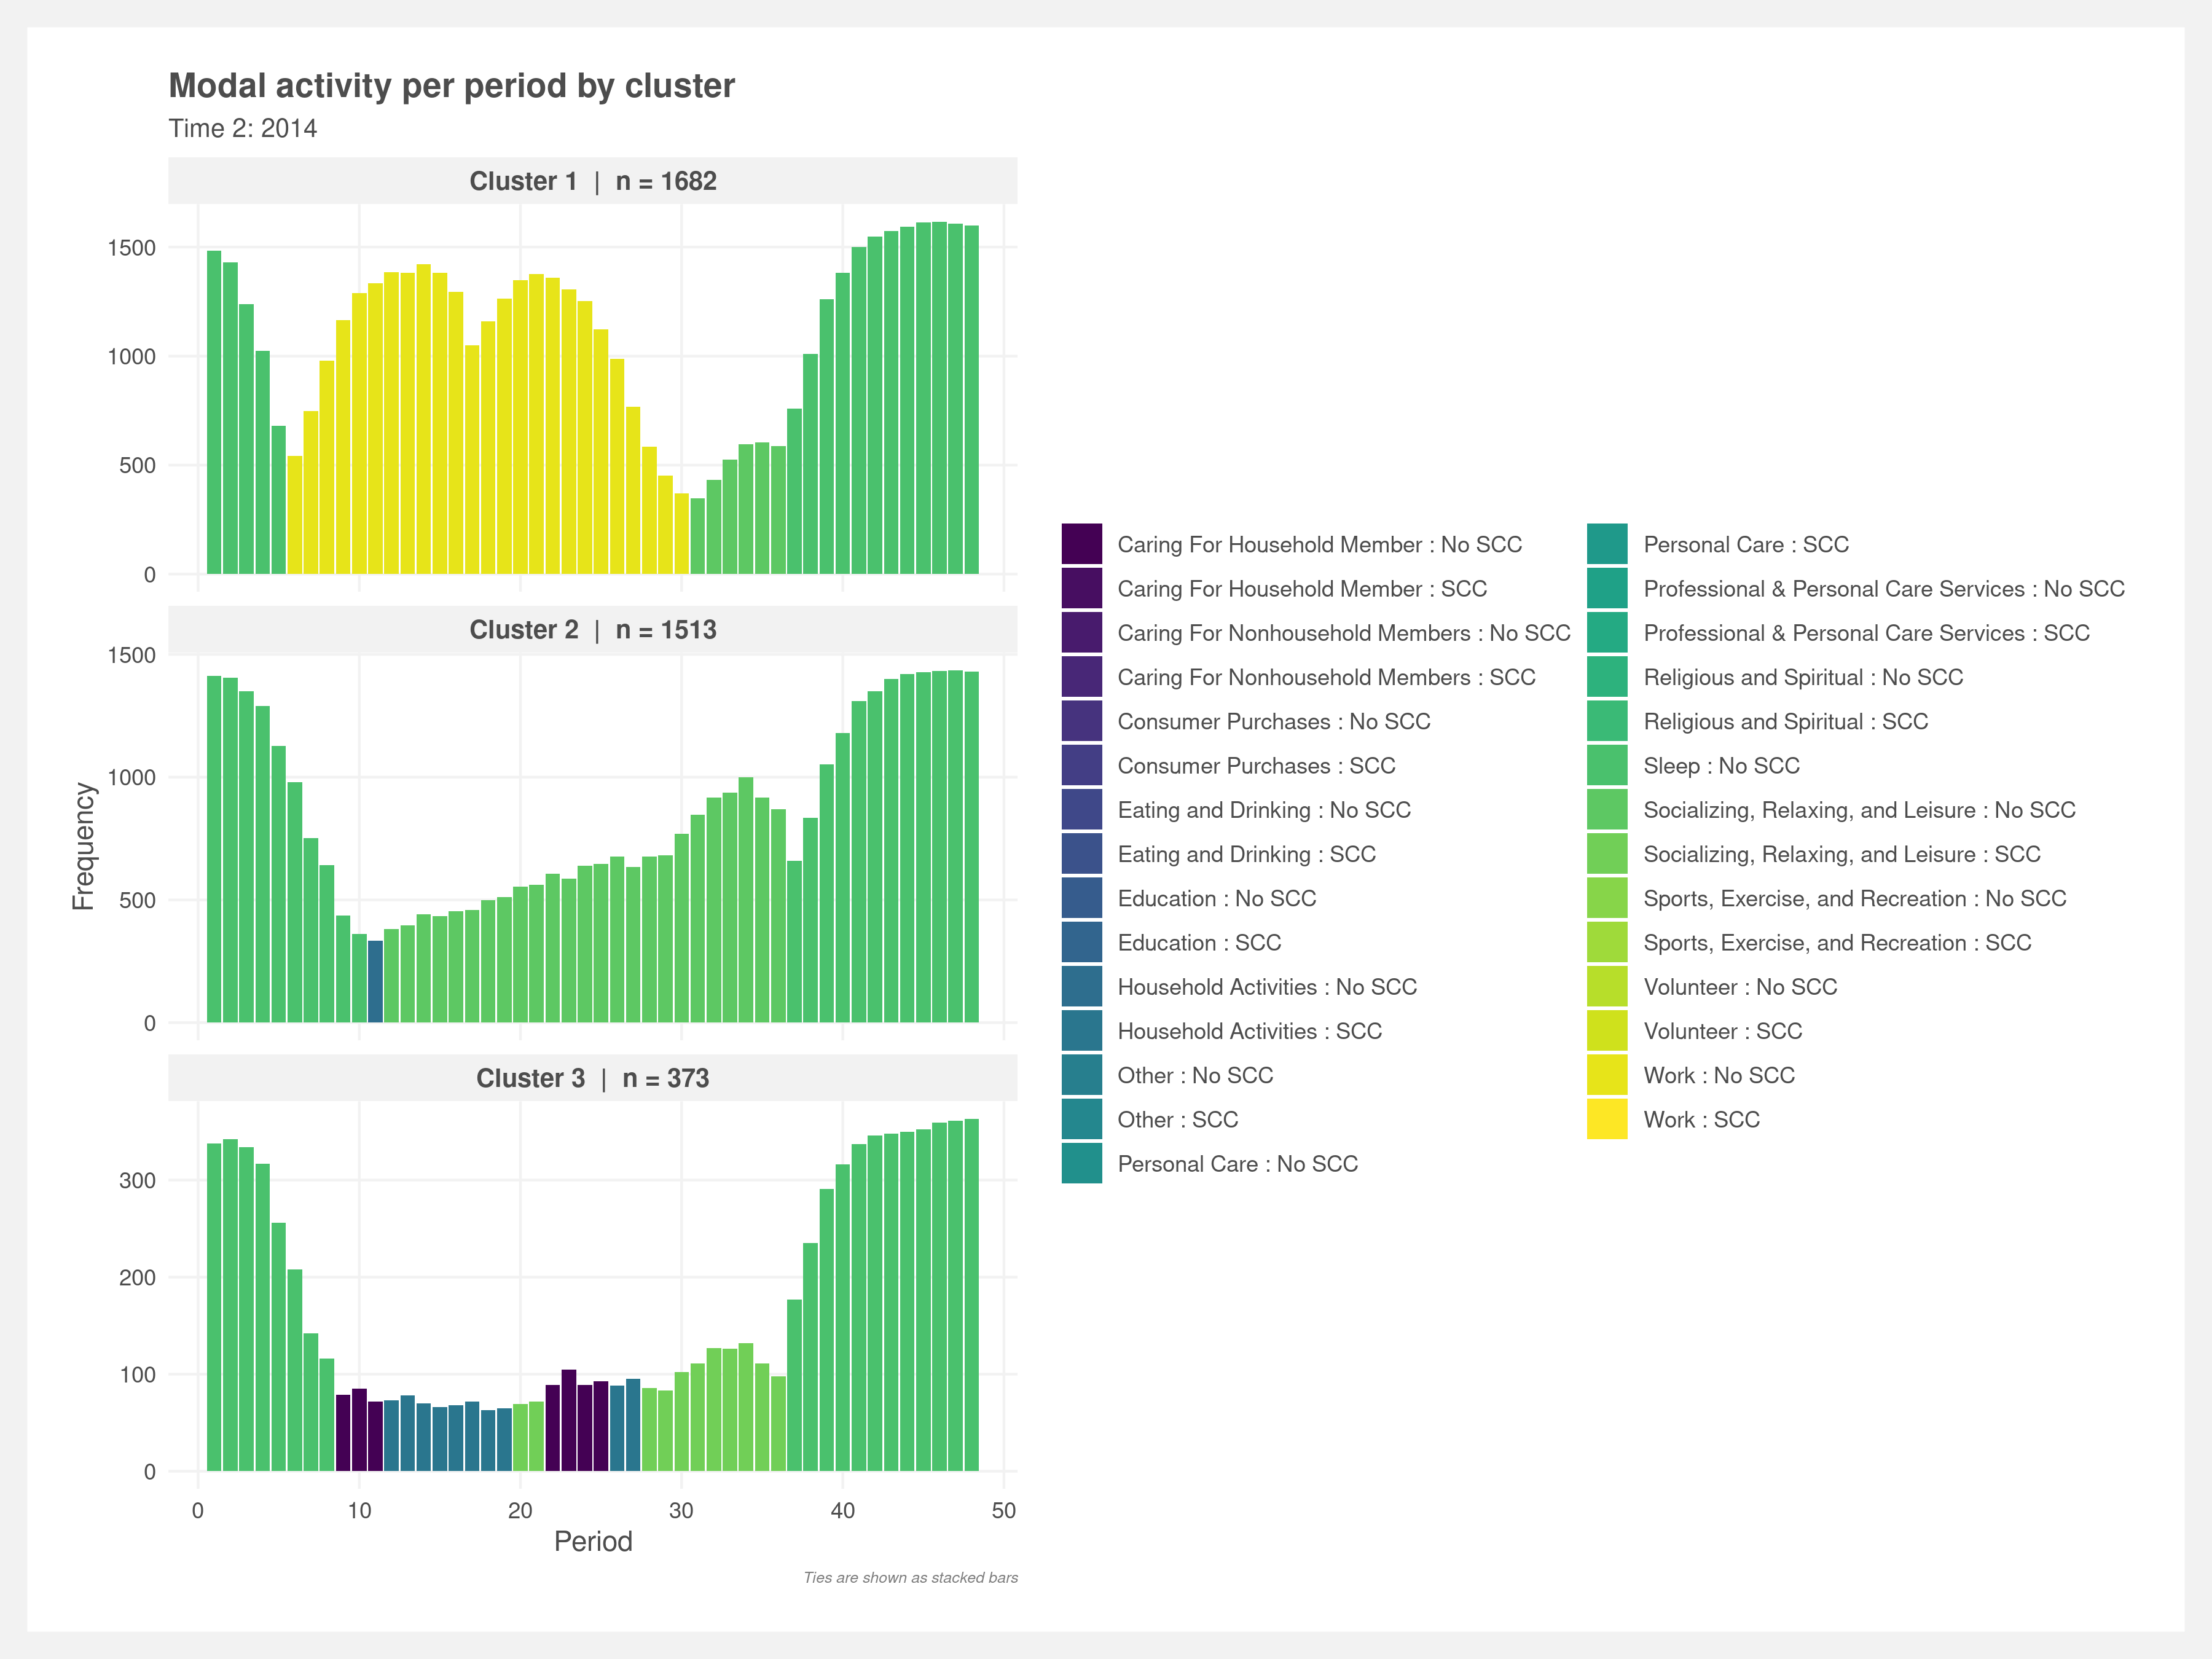 Modal activity per period by cluster
Time 2: 2014
Cluster 1 | n = 1682
1500
1000
500
0
Cluster 2 | n = 1513
1500
1000
500
0
Frequency
Cluster 3 | n = 373
300
200
100
0
0 10 20 30 40 50
Period
Ties are shown as stacked bars
Caring For Household Member : No SCC
Caring For Household Member : SCC
Caring For Nonhousehold Members : No SCC
Caring For Nonhousehold Members : SCC
Consumer Purchases : No SCC
Consumer Purchases : SCC
Eating and Drinking : No SCC
Eating and Drinking : SCC
Education : No SCC
Education : SCC
Household Activities : No SCC
Household Activities : SCC
Other : No SCC
Other : SCC
Personal Care : No SCC
Personal Care : SCC
Professional & Personal Care Services : No SCC
Professional & Personal Care Services : SCC
Religious and Spiritual : No SCC
Religious and Spiritual : SCC
Sleep : No SCC
Socializing, Relaxing, and Leisure : No SCC
Socializing, Relaxing, and Leisure : SCC
Sports, Exercise, and Recreation : No SCC
Sports, Exercise, and Recreation : SCC
Volunteer : No SCC
Volunteer : SCC
Work : No SCC
Work : SCC